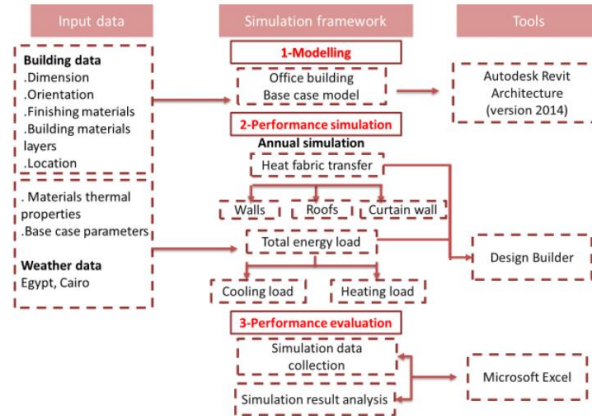 Input data
Simulation framework
Tools
Building data
.Dimension
.Orientation
.Finishing materials
.Building materials
layers
.Location
. Materials thermal
properties
.Base case parameters
Weather data
Egypt, Cairo
1-Modelling
Office building
Base case model
2-Performance simulation
Annual simulation
Heat fabric transfer
Walls
Roofs
Curtain wall
Total energy load
Cooling load
Heating load
3-Performance evaluation
Simulation data
collection
Simulation result analysis
Autodesk Revit
Architecture
(version 2014)
Design Builder
Microsoft Excel